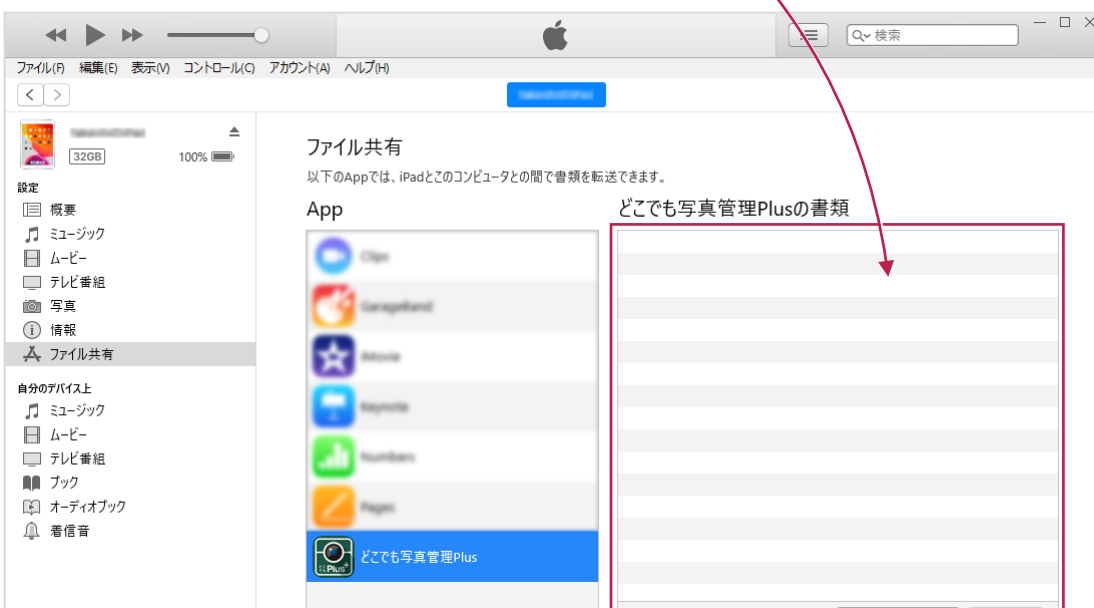 検索
ファイル(F) 編集(E) 表示(V) コントロール(C) アカウント(A) ヘルプ(H)
32GB 100%
設定
概要
ミュージック
ムービー
テレビ番組
写真
情報
ファイル共有
自分のデバイス上
ミュージック
ムービー
テレビ番組
ブック
オーディオブック
着信音
ファイル共有
以下のAppでは、iPadとこのコンピュータとの間で書類を転送できます。
App
Clips
GarageBand
iMovie
Keynote
Numbers
Pages
どこでも写真管理Plus
どこでも写真管理Plusの書類